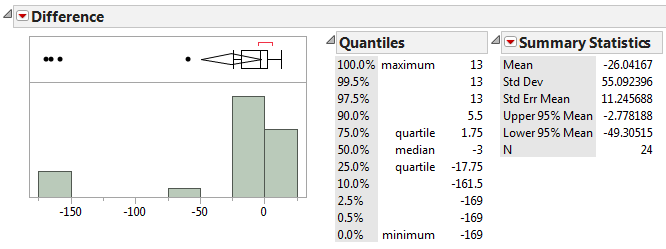 Difference
-150 -100 -50 0
Quantiles
100.0% maximum 13
99.5% 13
97.5% 13
90.0% 5.5
75.0% quartile 1.75
50.0% median -3
25.0% quartile -17.75
10.0% -161.5
2.5% -169
0.5% -169
0.0% minimum -169
Summary Statistics
Mean -26.04167
Std Dev 55.092396
Std Err Mean 11.245688
Upper 95% Mean -2.778188
Lower 95% Mean -49.30515
N 24